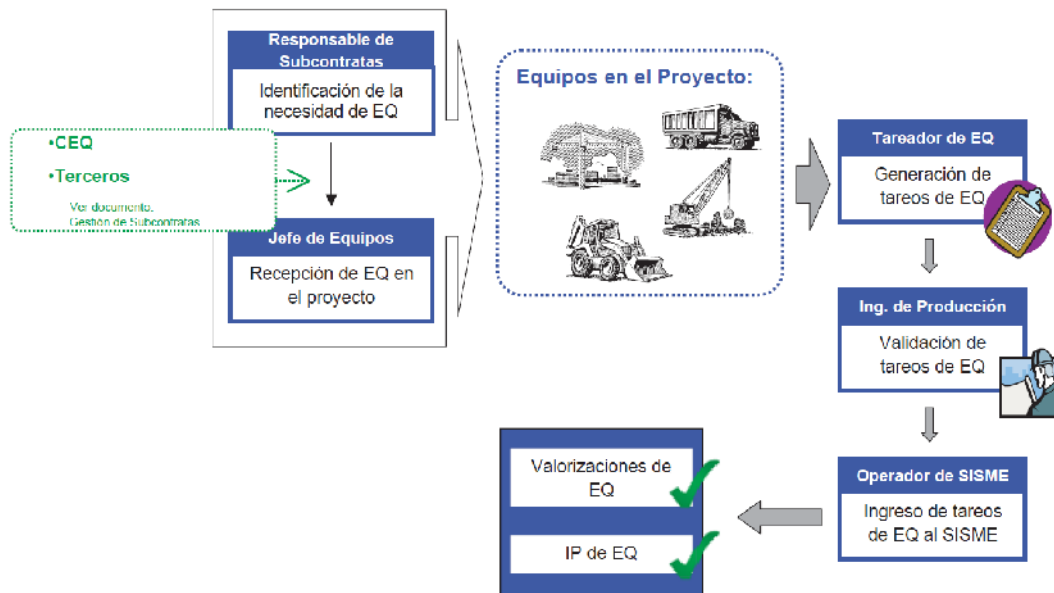 Responsable de
Subcontratas
Identificación de la
necesidad de EQ
•CEQ
•Terceros
Ver documento.
Gestión de Subcontratas
Jefe de Equipos
Recepción de EQ en
el proyecto
Equipos en el Proyecto:
Tareador de EQ
Generación de
tareos de EQ
Ing. de Producción
Validación de
tareos de EQ
Operador de SISME
Ingreso de tareos
de EQ al SISME
Valorizaciones de
EQ
IP de EQ